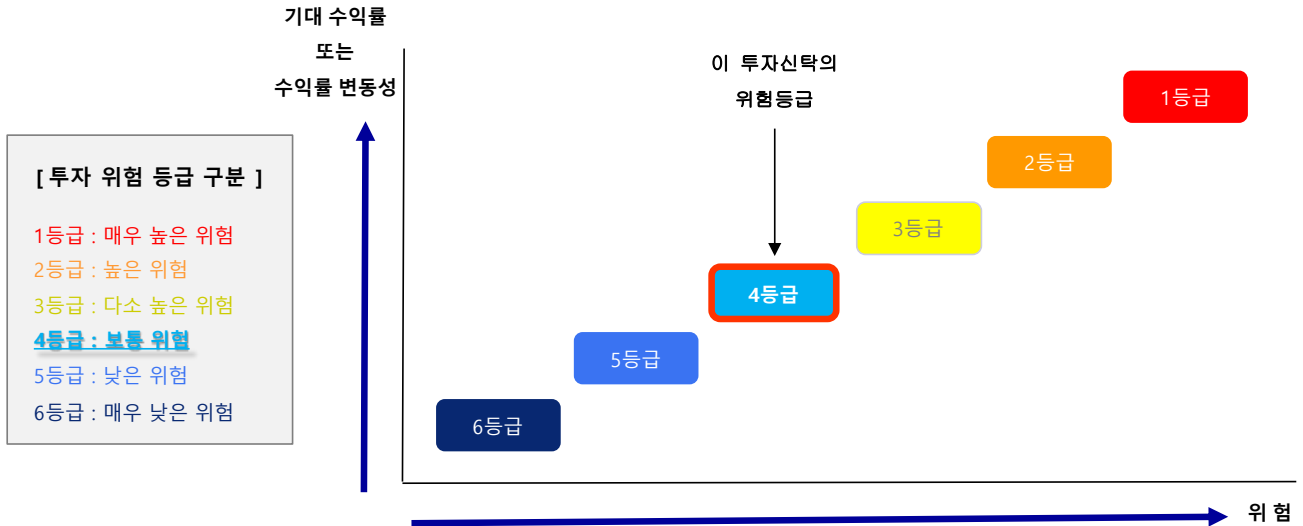 기대 수익률
또는
수익률 변동성
이 투자신탁의
위험등급
1등급
2등급
3등급
4등급
5등급
6등급
[ 투자 위험 등급 구분 ]
1등급 : 매우 높은 위험
2등급 : 높은 위험
3등급 : 다소 높은 위험
4등급 : 보통 위험
5등급 : 낮은 위험
6등급 : 매우 낮은 위험
위 험